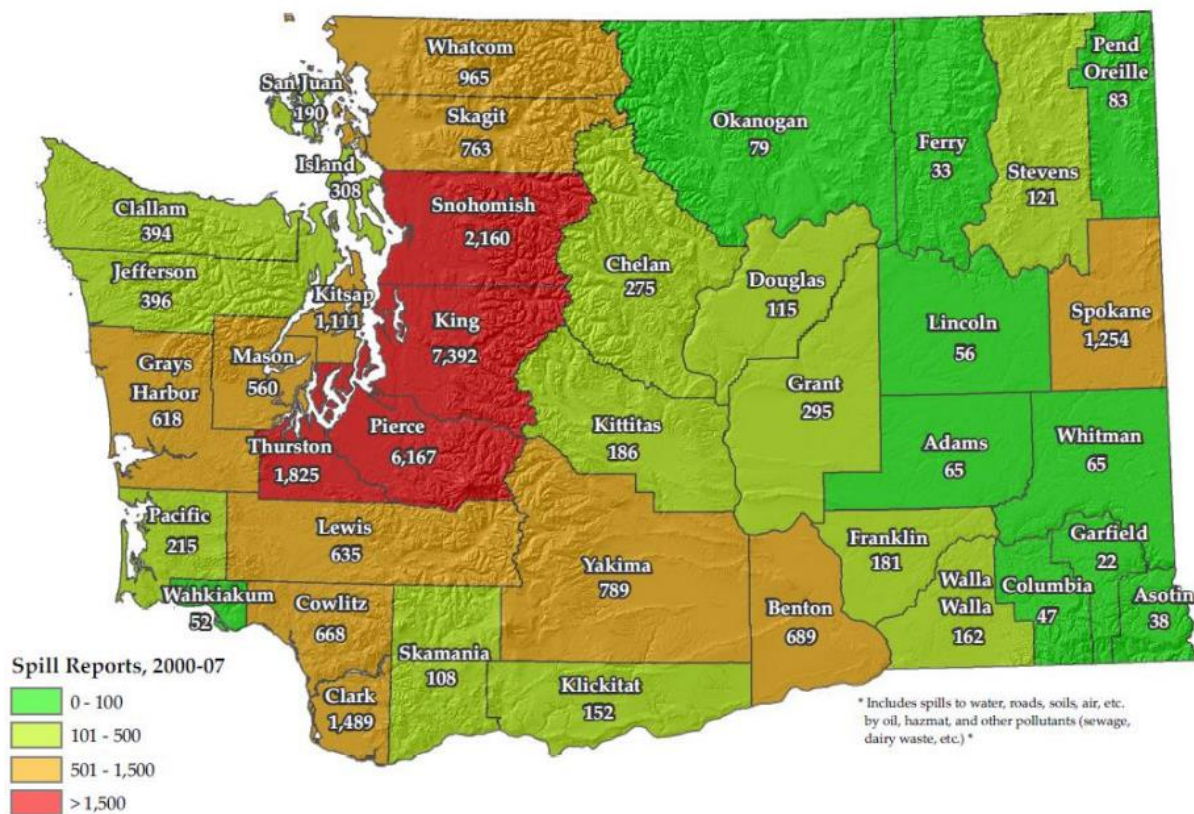 Whatcom
965
San Juan
190
Skagit
763
Island
308
Okanogan
79
Ferry
33
Stevens
121
Pend
Oreille
83
Clallam
394
Snohomish
2,160
Jefferson
396
Kitsap
1,111
King
7,392
Chelan
275
Douglas
115
Lincoln
56
Spokane
1,254
Grays
Harbor
618
Mason
560
Grant
295
Thurston
1,825
Pierce
6,167
Kittitas
186
Adams
65
Whitman
65
Pacific
215
Lewis
635
Yakima
789
Benton
689
Franklin
181
Walla
Walla
162
Columbia
47
Garfield
22
Asotin
38
Wahkiakum
52
Cowlitz
668
Skamania
108
Klickitat
152
Clark
1,489
Spill Reports, 2000-07
0 - 100
101 - 500
501 - 1,500
> 1,500
* Includes spills to water, roads, soils, air, etc.
by oil, hazmat, and other pollutants (sewage,
dairy waste, etc.) *